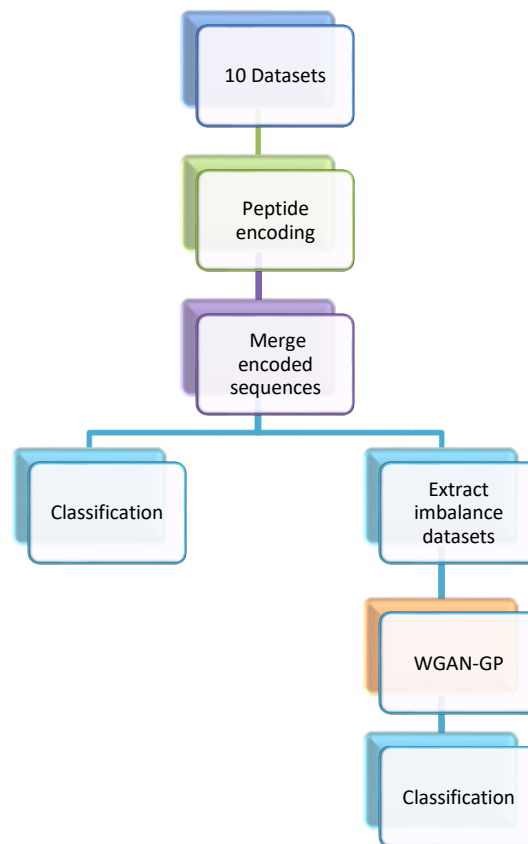 10 Datasets
Peptide
encoding
Merge
encoded
sequences
Classification
Extract
imbalance
datasets
WGAN-GP
Classification